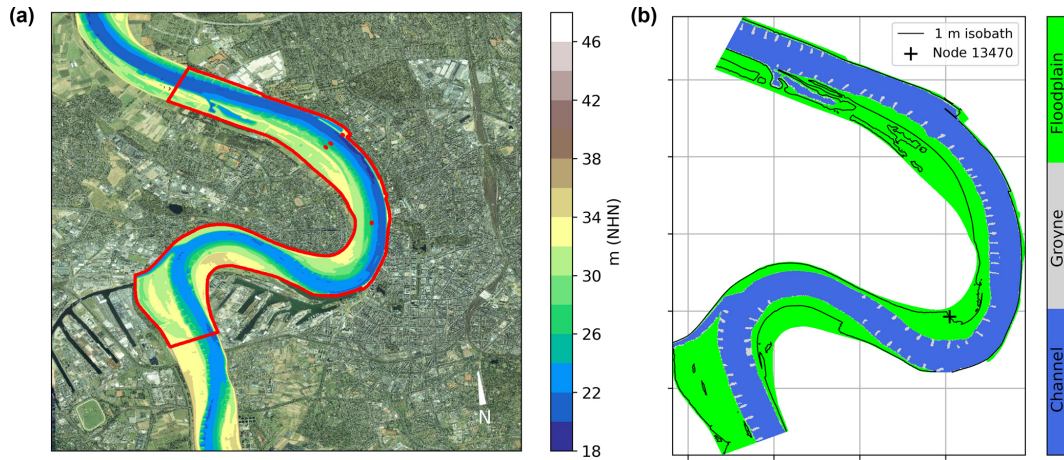 (a)
N
46
42
38
34
30
26
22
18
m (NHN)
(b)
1 m isobath
Node 13470
Floodplain
Groyne
Channel